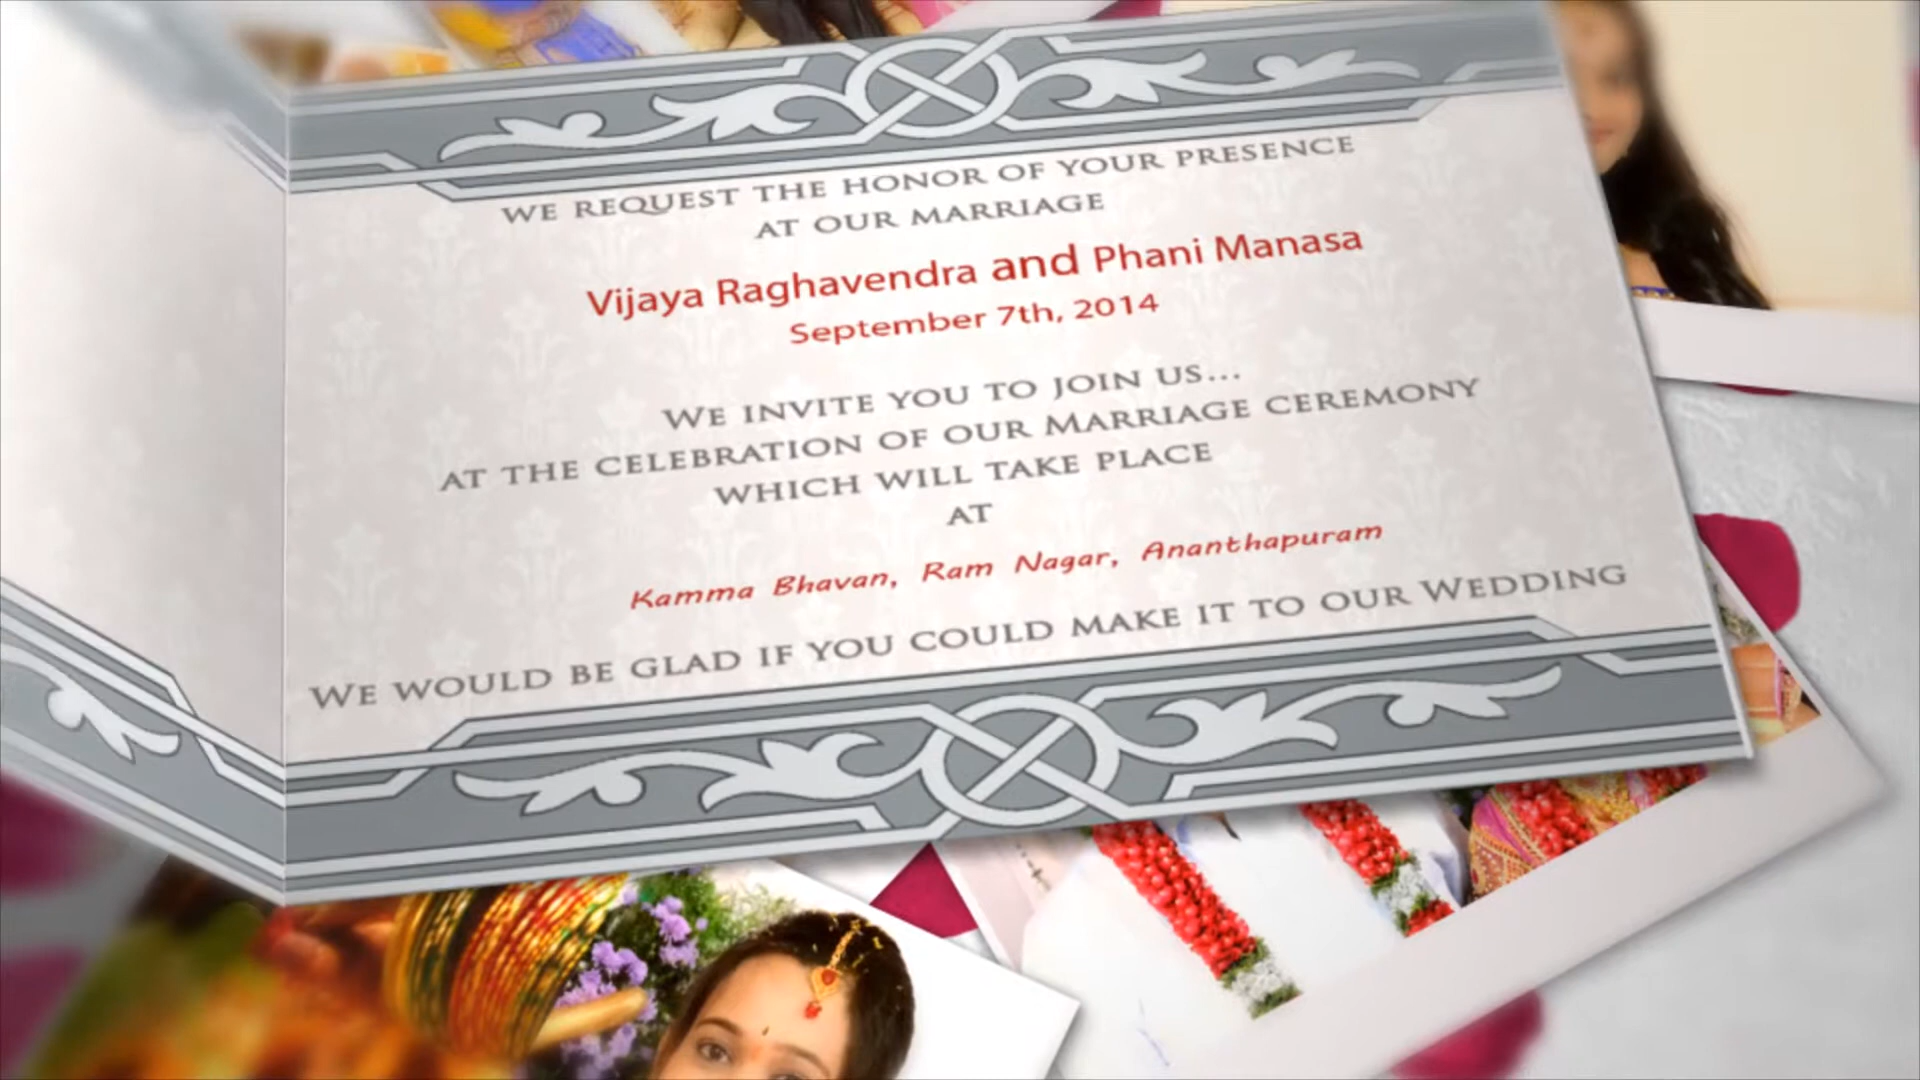 WE REQUEST THE HONOR OF YOUR PRESENCE
AT OUR MARRIAGE
Vijaya Raghavendra and Phani Manasa
September 7th, 2014
WE INVITE YOU TO JOIN US...
AT THE CELEBRATION OF OUR MARRIAGE CEREMONY
WHICH WILL TAKE PLACE
AT
Kamma Bhavan, Ram Nagar, Ananthapuram
WE WOULD BE GLAD IF YOU COULD MAKE IT TO OUR WEDDING